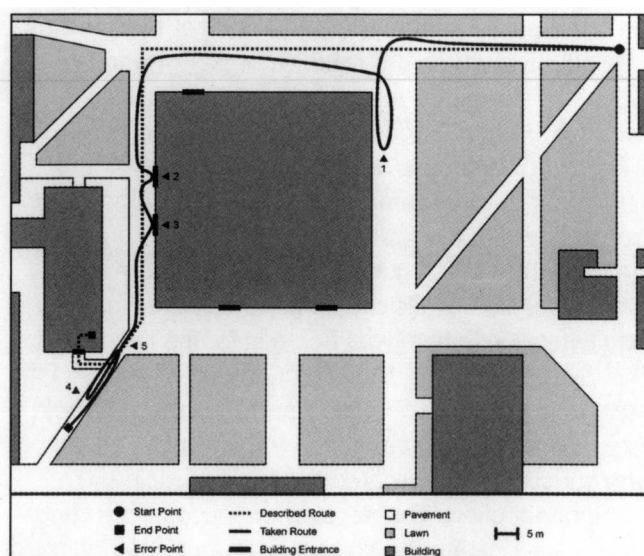 1
2
3
5
4
Start Point
Described Route
Pavement
End Point
Taken Route
Lawn
5 m
Error Point
Building Entrance
Building